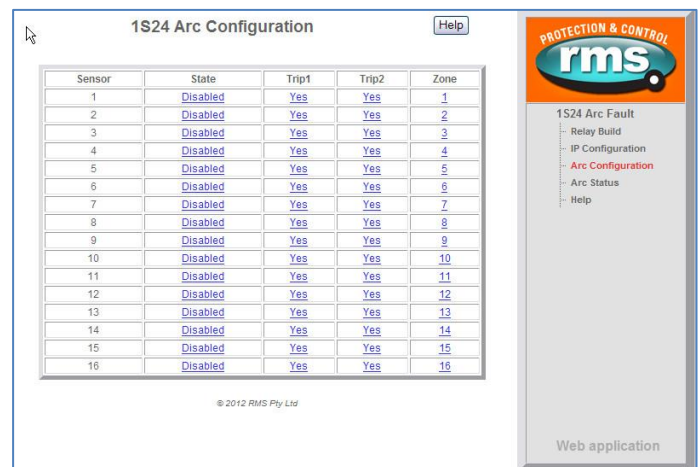 1S24 Arc Configuration
Help
Sensor State Trip1 Trip2 Zone
1 Disabled Yes Yes 1
2 Disabled Yes Yes 2
3 Disabled Yes Yes 3
4 Disabled Yes Yes 4
5 Disabled Yes Yes 5
6 Disabled Yes Yes 6
7 Disabled Yes Yes 7
8 Disabled Yes Yes 8
9 Disabled Yes Yes 9
10 Disabled Yes Yes 10
11 Disabled Yes Yes 11
12 Disabled Yes Yes 12
13 Disabled Yes Yes 13
14 Disabled Yes Yes 14
15 Disabled Yes Yes 15
16 Disabled Yes Yes 16
© 2012 RMS Pty Ltd
PROTECTION & CONTROL
rms
1S24 Arc Fault
Relay Build
IP Configuration
Arc Configuration
Arc Status
Help
Web application